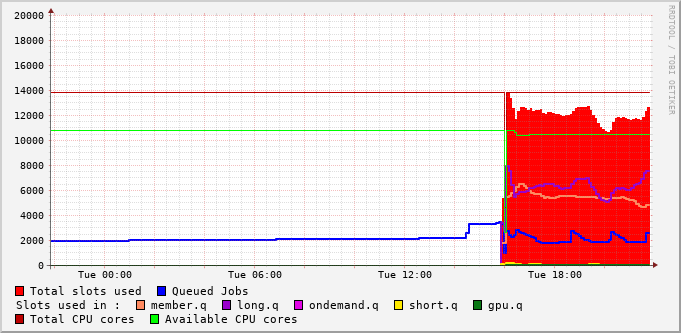 20000
18000
16000
14000
12000
10000
8000
6000
4000
2000
0
Tue 00:00 Tue 06:00 Tue 12:00 Tue 18:00
RRDTOOL / TOBI OETIKER
Total slots used Queued Jobs
Slots used in : member.q long.q ondemand.q short.q gpu.q
Total CPU cores Available CPU cores